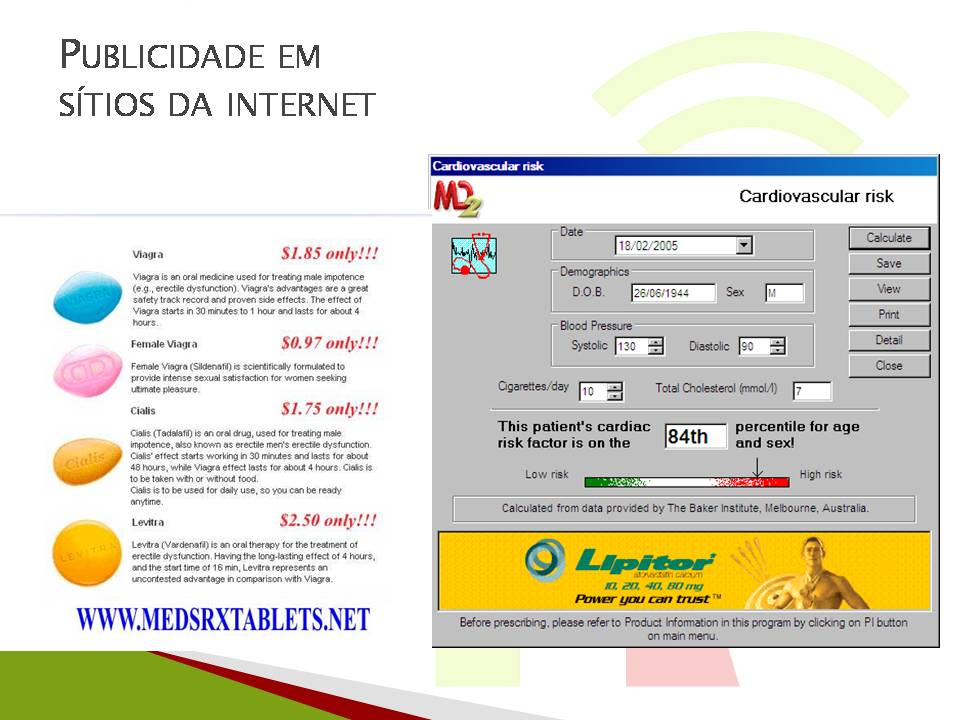 PUBLICIDADE EM
SÍTIOS DA INTERNET
Viagra $1.85 only!!!
Viagra is an oral medicine used for treating male impotence
(e.g., erectile dysfunction). Viagra's advantages are a great
safety track record and proven side effects. The effect of
Viagra starts in 30 minutes to 1 hour and lasts for about 4
hours.
VIAGRA
Female Viagra $0.97 only!!!
Female Viagra (Sildenafil) is scientifically formulated to
provide intense sexual satisfaction for women seeking
ultimate pleasure.
Cialis $1.75 only!!!
Cialis (Tadalafil) is an oral drug, used for treating male
impotence, also known as erectile men's erectile dysfunction.
Cialis' effect starts working in 30 minutes and lasts for about
48 hours, while Viagra effect lasts for about 4 hours. Cialis is
to be taken with or without food.
Cialis is to be used for daily use, so you can be ready
anytime.
Cialis
Levitra $2.50 only!!!
Levitra (Vardenafil) is an oral therapy for the treatment of
erectile dysfunction. Having the long-lasting effect of 4 hours,
and the start time of 16 min, Levitra represents an
uncontested advantage in comparison with Viagra.
LEVITRA
WWW.MEDSRXTABLETS.NET
Cardiovascular risk
MD2
Cardiovascular risk
Date
18/02/2005
Demographics
D.O.B. 26/06/1944 Sex M
Blood Pressure
Systolic 130 Diastolic 90
Cigarettes/day 10 Total Cholesterol (mmol/l) 7
Calculate
Save
View
Print
Detail
Close
This patient's cardiac
risk factor is on the
84th
percentile for age
and sex!
Low risk High risk
Calculated from data provided by The Baker Institute, Melbourne, Australia.
Lipitor
atorvastatin calcium
10, 20, 40, 80 mg
Power you can trust™
Before prescribing, please refer to Product Information in this program by clicking on PI button
on main menu.